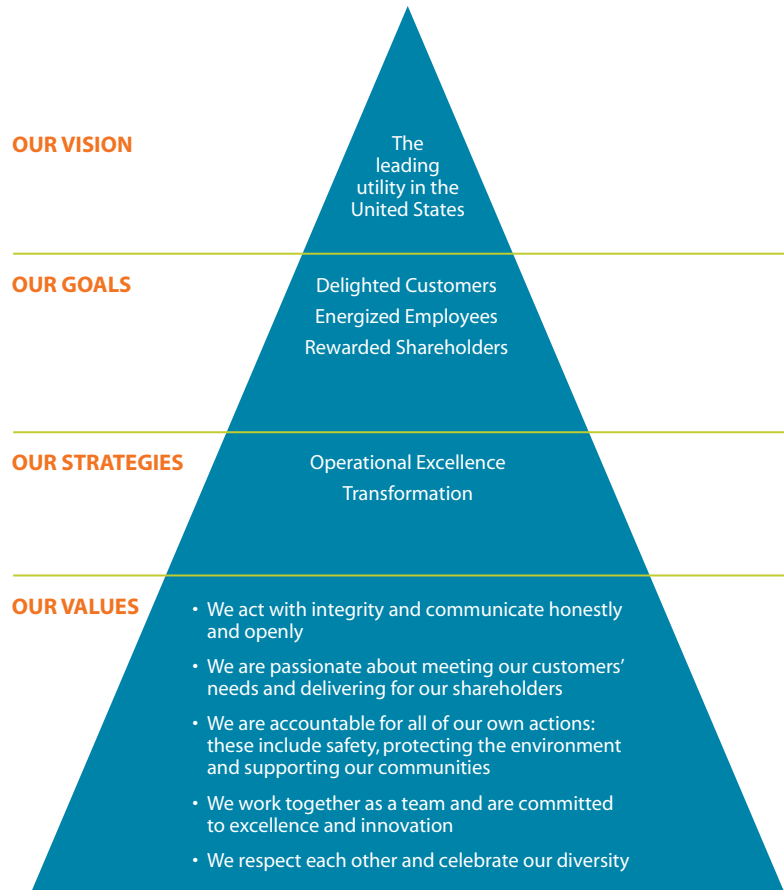 OUR VISION
The
leading
utility in the
United States
OUR GOALS
Delighted Customers
Energized Employees
Rewarded Shareholders
OUR STRATEGIES
Operational Excellence
Transformation
OUR VALUES
• We act with integrity and communicate honestly
and openly
• We are passionate about meeting our customers’
needs and delivering for our shareholders
• We are accountable for all of our own actions:
these include safety, protecting the environment
and supporting our communities
• We work together as a team and are committed
to excellence and innovation
• We respect each other and celebrate our diversity